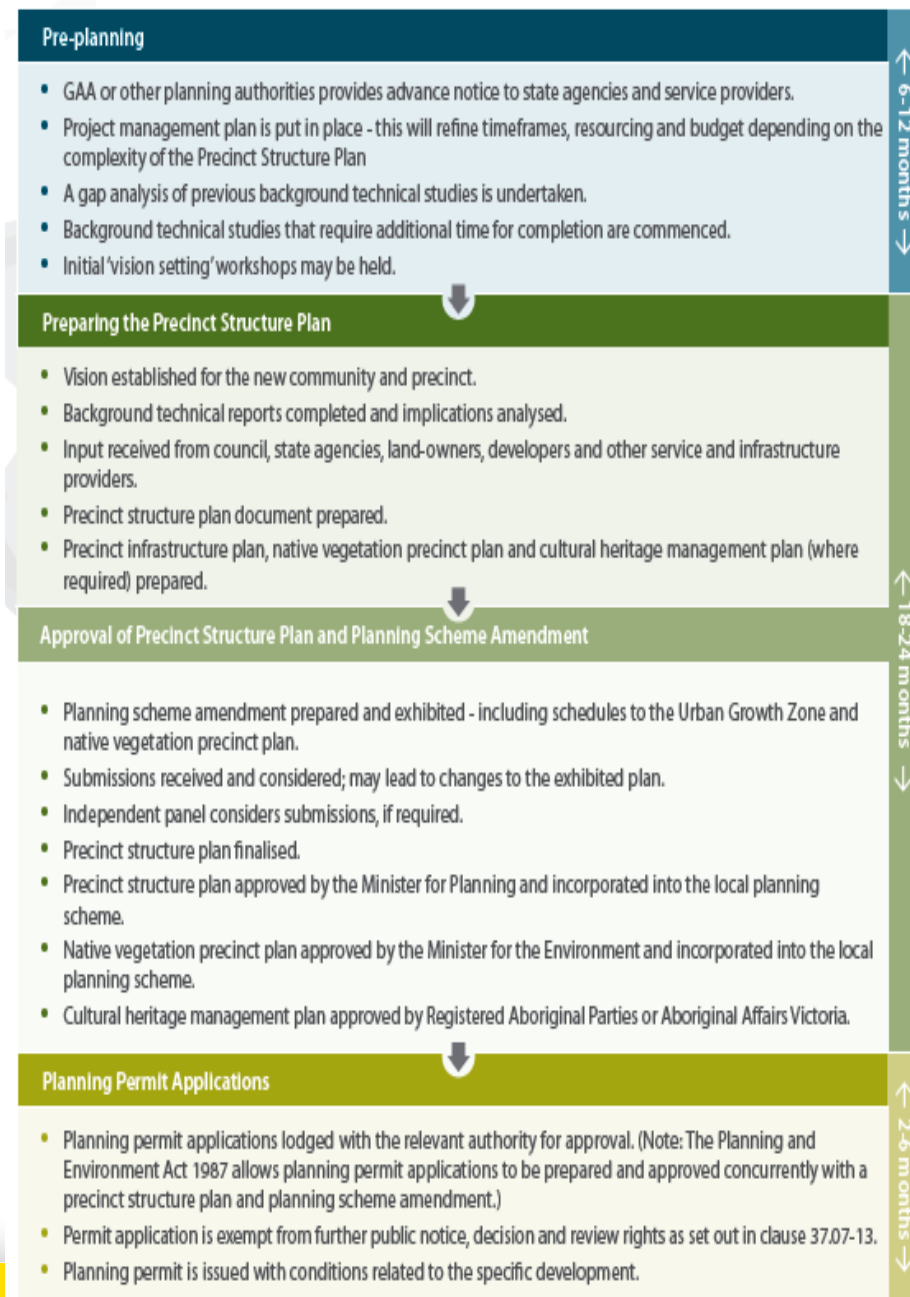 Pre-planning
• GAA or other planning authorities provides advance notice to state agencies and service providers.
• Project management plan is put in place - this will refine timeframes, resourcing and budget depending on the
complexity of the Precinct Structure Plan
• A gap analysis of previous background technical studies is undertaken.
• Background technical studies that require additional time for completion are commenced.
• Initial 'vision setting' workshops may be held.
← 6-12 months →
Preparing the Precinct Structure Plan
• Vision established for the new community and precinct.
• Background technical reports completed and implications analysed.
• Input received from council, state agencies, land-owners, developers and other service and infrastructure
providers.
• Precinct structure plan document prepared.
• Precinct infrastructure plan, native vegetation precinct plan and cultural heritage management plan (where
required) prepared.
Approval of Precinct Structure Plan and Planning Scheme Amendment
• Planning scheme amendment prepared and exhibited - including schedules to the Urban Growth Zone and
native vegetation precinct plan.
• Submissions received and considered; may lead to changes to the exhibited plan.
• Independent panel considers submissions, if required.
• Precinct structure plan finalised.
• Precinct structure plan approved by the Minister for Planning and incorporated into the local planning
scheme.
• Native vegetation precinct plan approved by the Minister for the Environment and incorporated into the local
planning scheme.
• Cultural heritage management plan approved by Registered Aboriginal Parties or Aboriginal Affairs Victoria.
← 18-24 months →
Planning Permit Applications
• Planning permit applications lodged with the relevant authority for approval. (Note: The Planning and
Environment Act 1987 allows planning permit applications to be prepared and approved concurrently with a
precinct structure plan and planning scheme amendment.)
• Permit application is exempt from further public notice, decision and review rights as set out in clause 37.07-13.
• Planning permit is issued with conditions related to the specific development.
← 2-6 months →